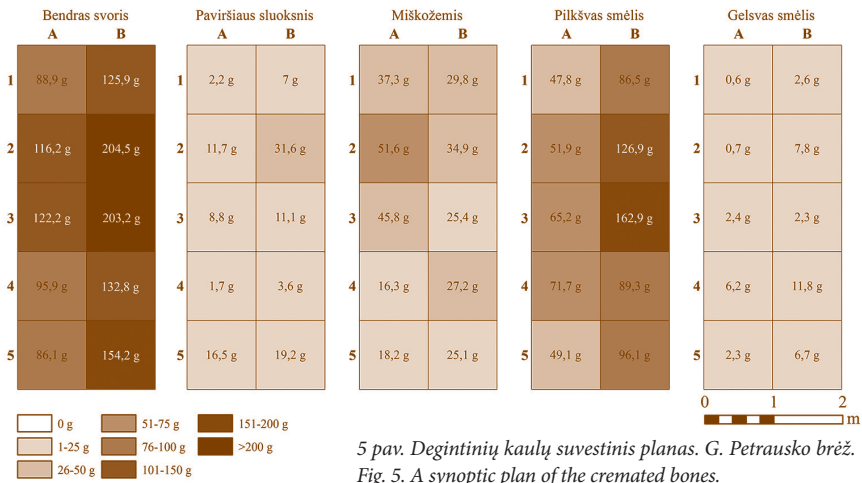 Bendras svoris Paviršiaus sluoksnis Miškožemis Pilkšvas smėlis Gelsvas smėlis
A B A B A B A B A B
1 88,9 g 125,9 g 1 2,2 g 7 g 1 37,3 g 29,8 g 1 47,8 g 86,5 g 1 0,6 g 2,6 g
2 116,2 g 204,5 g 2 11,7 g 31,6 g 2 51,6 g 34,9 g 2 51,9 g 126,9 g 2 0,7 g 7,8 g
3 122,2 g 203,2 g 3 8,8 g 11,1 g 3 45,8 g 25,4 g 3 65,2 g 162,9 g 3 2,4 g 2,3 g
4 95,9 g 132,8 g 4 1,7 g 3,6 g 4 16,3 g 27,2 g 4 71,7 g 89,3 g 4 6,2 g 11,8 g
5 86,1 g 154,2 g 5 16,5 g 19,2 g 5 18,2 g 25,1 g 5 49,1 g 96,1 g 5 2,3 g 6,7 g
0 1 2
m
0 g 51-75 g 151-200 g
1-25 g 76-100 g >200 g
26-50 g 101-150 g
5 pav. Degintinių kaulų suvestinis planas. G. Petrausko brėž.
Fig. 5. A synoptic plan of the cremated bones.